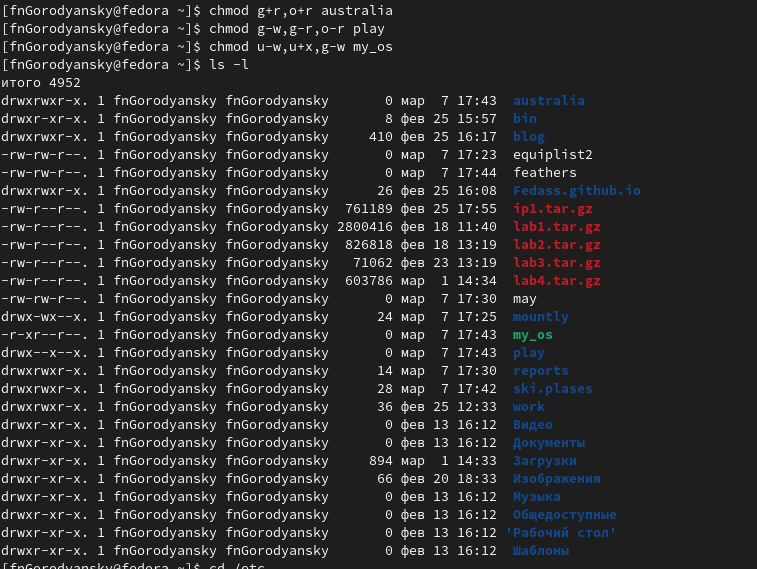 [fnGorodyansky@fedora ~]$ chmod g+r,o+r australia
[fnGorodyansky@fedora ~]$ chmod g-w,g-r,o-r play
[fnGorodyansky@fedora ~]$ chmod u-w,u+x,g-w my_os
[fnGorodyansky@fedora ~]$ ls -l
итого 4952
drwxrwxr-x. 1 fnGorodyansky fnGorodyansky       0 мар  7 17:43  australia
drwxr-xr-x. 1 fnGorodyansky fnGorodyansky       8 фев 25 15:57  bin
drwxrwxr-x. 1 fnGorodyansky fnGorodyansky     410 фев 25 16:17  blog
-rw-rw-r--. 1 fnGorodyansky fnGorodyansky       0 мар  7 17:23  equiplist2
-rw-rw-r--. 1 fnGorodyansky fnGorodyansky       0 мар  7 17:44  feathers
drwxrwxr-x. 1 fnGorodyansky fnGorodyansky      26 фев 25 16:08  Fedass.github.io
-rw-r--r--. 1 fnGorodyansky fnGorodyansky  761189 фев 25 17:55  ip1.tar.gz
-rw-r--r--. 1 fnGorodyansky fnGorodyansky 2800416 фев 18 11:40  lab1.tar.gz
-rw-r--r--. 1 fnGorodyansky fnGorodyansky  826818 фев 18 13:19  lab2.tar.gz
-rw-r--r--. 1 fnGorodyansky fnGorodyansky   71062 фев 23 13:19  lab3.tar.gz
-rw-r--r--. 1 fnGorodyansky fnGorodyansky  603786 мар  1 14:34  lab4.tar.gz
-rw-rw-r--. 1 fnGorodyansky fnGorodyansky       0 мар  7 17:30  may
drwx-wx--x. 1 fnGorodyansky fnGorodyansky      24 мар  7 17:25  mountly
-r-xr--r--. 1 fnGorodyansky fnGorodyansky       0 мар  7 17:43  my_os
drwx--x--x. 1 fnGorodyansky fnGorodyansky       0 мар  7 17:43  play
drwxrwxr-x. 1 fnGorodyansky fnGorodyansky      14 мар  7 17:30  reports
drwxrwxr-x. 1 fnGorodyansky fnGorodyansky      28 мар  7 17:42  ski.plases
drwxr-xr-x. 1 fnGorodyansky fnGorodyansky      36 фев 25 12:33  work
drwxr-xr-x. 1 fnGorodyansky fnGorodyansky       0 фев 13 16:12  Видео
drwxr-xr-x. 1 fnGorodyansky fnGorodyansky       0 фев 13 16:12  Документы
drwxr-xr-x. 1 fnGorodyansky fnGorodyansky     894 мар  1 14:33  Загрузки
drwxr-xr-x. 1 fnGorodyansky fnGorodyansky      66 фев 20 18:33  Изображения
drwxr-xr-x. 1 fnGorodyansky fnGorodyansky       0 фев 13 16:12  Музыка
drwxr-xr-x. 1 fnGorodyansky fnGorodyansky       0 фев 13 16:12  Общедоступные
drwxr-xr-x. 1 fnGorodyansky fnGorodyansky       0 фев 13 16:12 'Рабочий стол'
drwxr-xr-x. 1 fnGorodyansky fnGorodyansky       0 фев 13 16:12  Шаблоны
[fnGorodyansky@fedora ~]$ cd /etc